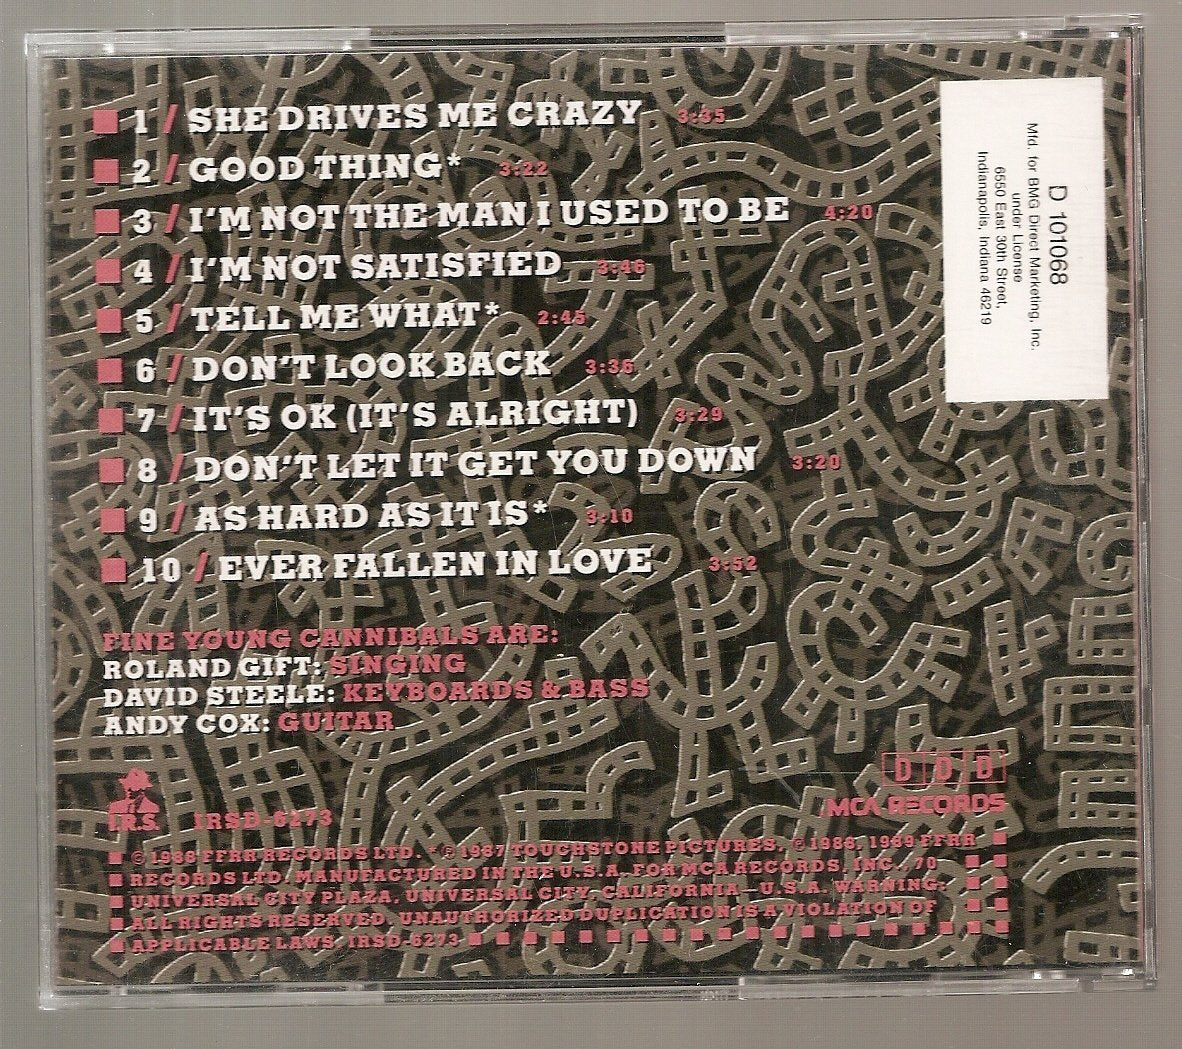 1 / SHE DRIVES ME CRAZY 3:35
2 / GOOD THING* 3:22
3 / I'M NOT THE MAN I USED TO BE 4:20
4 / I'M NOT SATISFIED 3:46
5 / TELL ME WHAT* 2:45
6 / DON'T LOOK BACK 3:36
7 / IT'S OK (IT'S ALRIGHT) 3:29
8 / DON'T LET IT GET YOU DOWN 3:20
9 / AS HARD AS IT IS* 3:10
10 / EVER FALLEN IN LOVE 3:52
D 101068
Mfd. for BMG Direct Marketing, Inc.
under License
6550 East 30th Street,
Indianapolis, Indiana 46219
FINE YOUNG CANNIBALS ARE:
ROLAND GIFT: SINGING
DAVID STEELE: KEYBOARDS & BASS
ANDY COX: GUITAR
D D D
I.R.S. IRSD-6273
MCA RECORDS
©1988 FFRR RECORDS LTD. *℗1987 TOUCHSTONE PICTURES, ℗1988, 1989 FFRR
RECORDS LTD. MANUFACTURED IN THE U.S.A. FOR MCA RECORDS, INC., 70
UNIVERSAL CITY PLAZA, UNIVERSAL CITY, CALIFORNIA—U.S.A. WARNING:
ALL RIGHTS RESERVED. UNAUTHORIZED DUPLICATION IS A VIOLATION OF
APPLICABLE LAWS. IRSD-6273